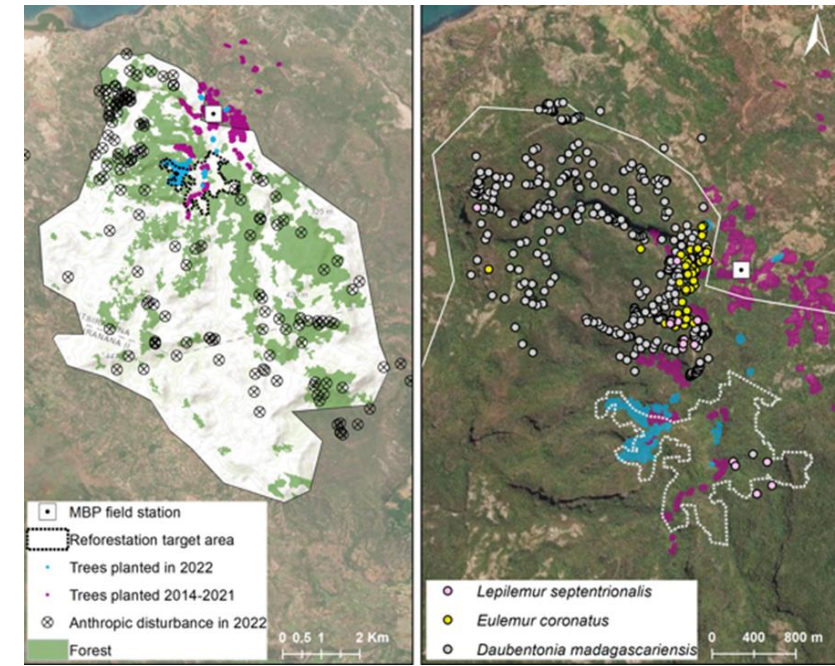 N
MBP field station
Reforestation target area
Trees planted in 2022
Trees planted 2014-2021
Anthropic disturbance in 2022
Forest
0 0,5 1 2 Km
Lepilemur septentrionalis
Eulemur coronatus
Daubentonia madagascariensis
0 400 800 m